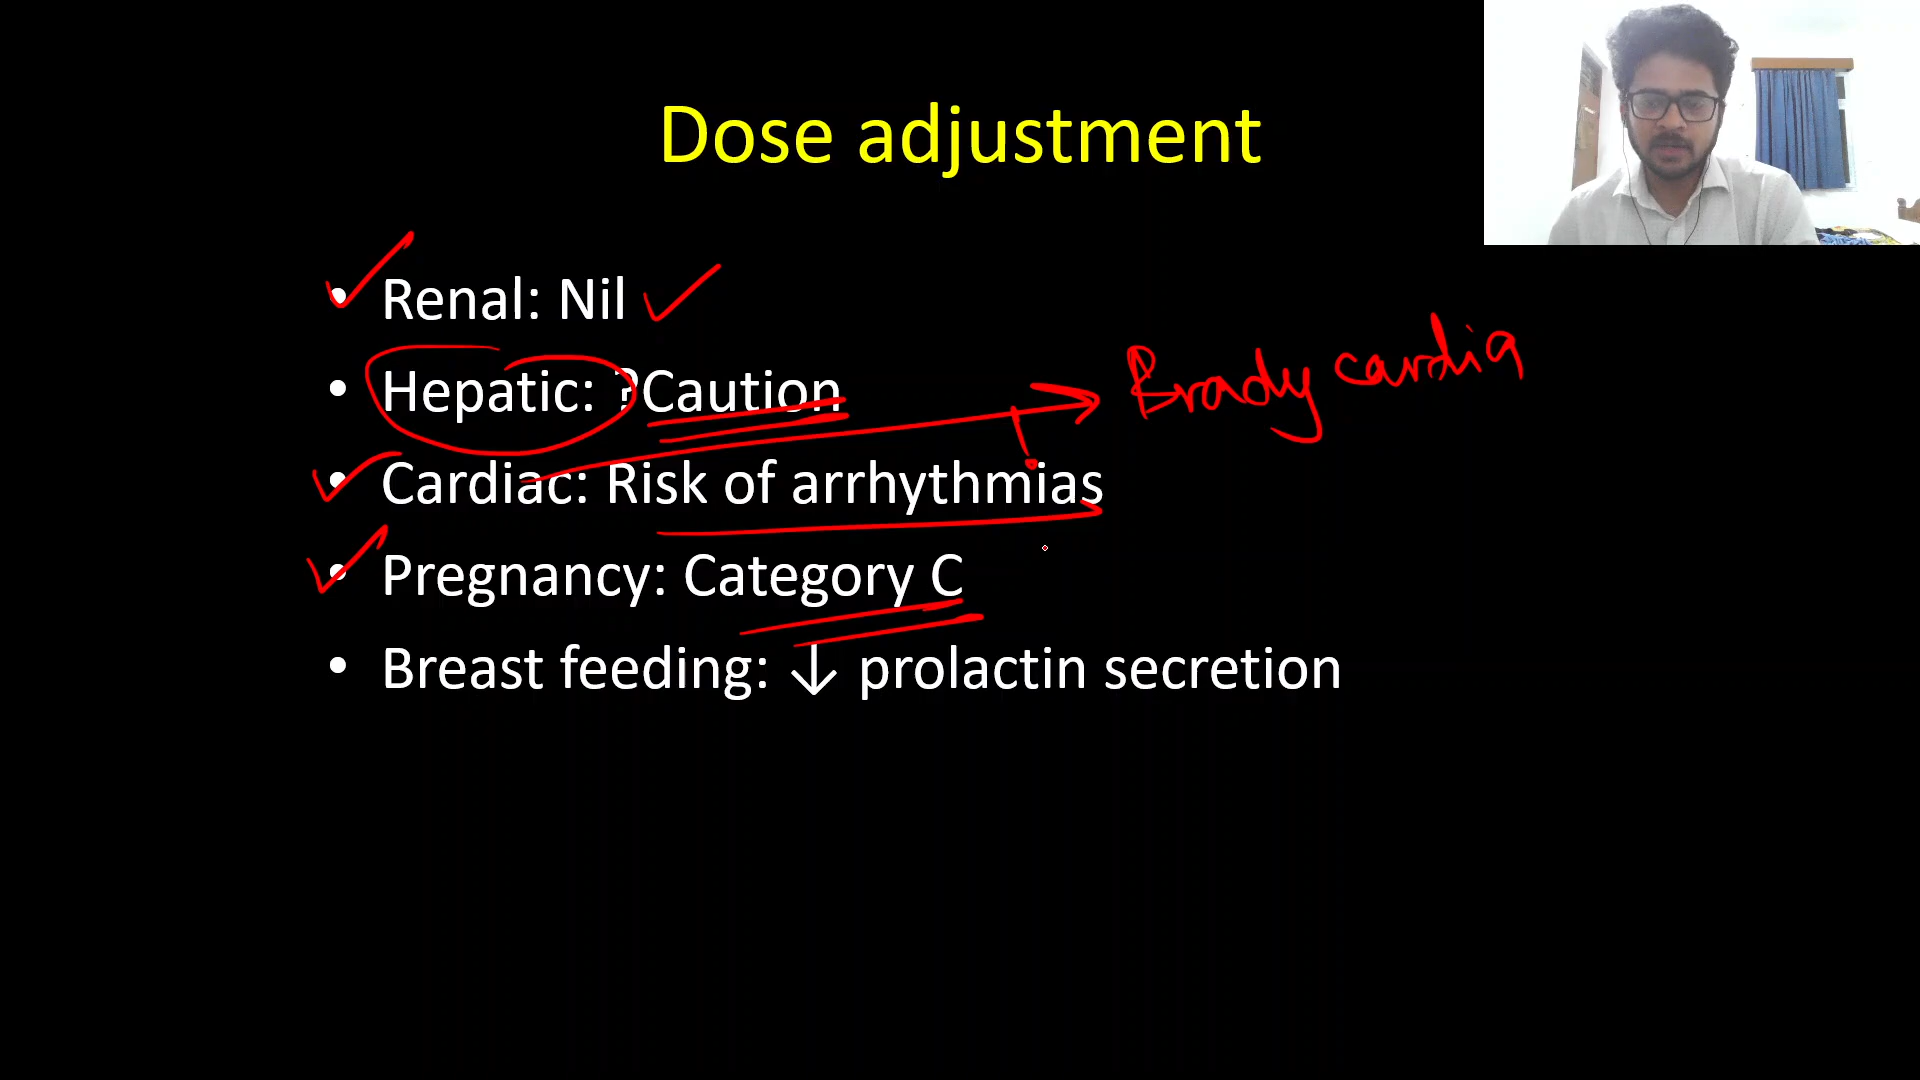 Dose adjustment
• Renal: Nil
• Hepatic: ?Caution
Brady cardia
• Cardiac: Risk of arrhythmias
• Pregnancy: Category C
• Breast feeding: ↓ prolactin secretion